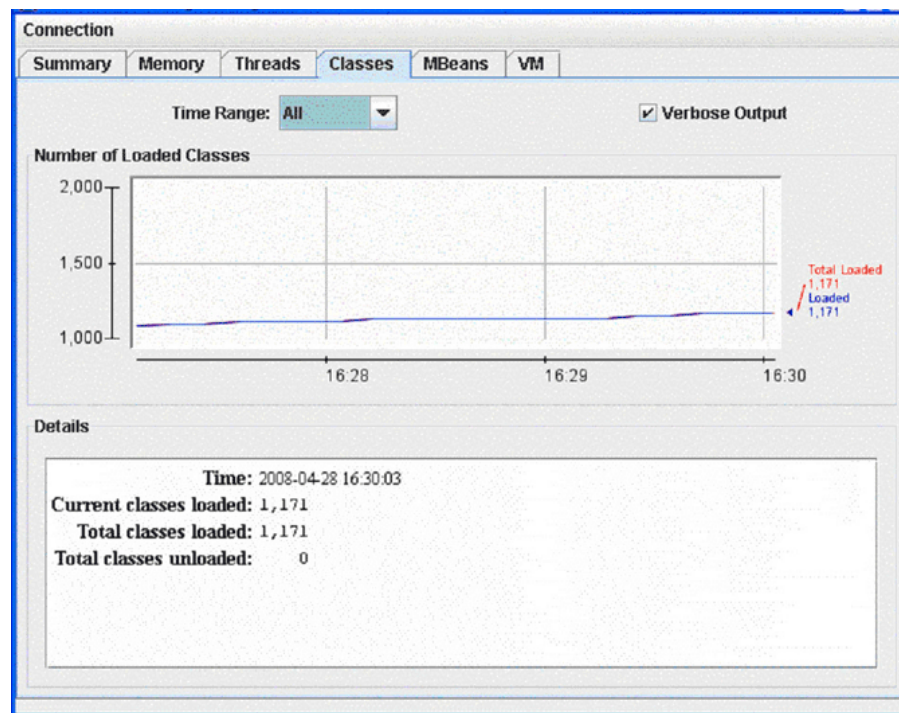 Connection
Summary Memory Threads Classes MBeans VM
Time Range: All Verbose Output
Number of Loaded Classes
2,000
1,500
1,000
Total Loaded
1,171
Loaded
1,171
16:28 16:29 16:30
Details
Time: 2008-04-28 16:30:03
Current classes loaded: 1,171
Total classes loaded: 1,171
Total classes unloaded: 0